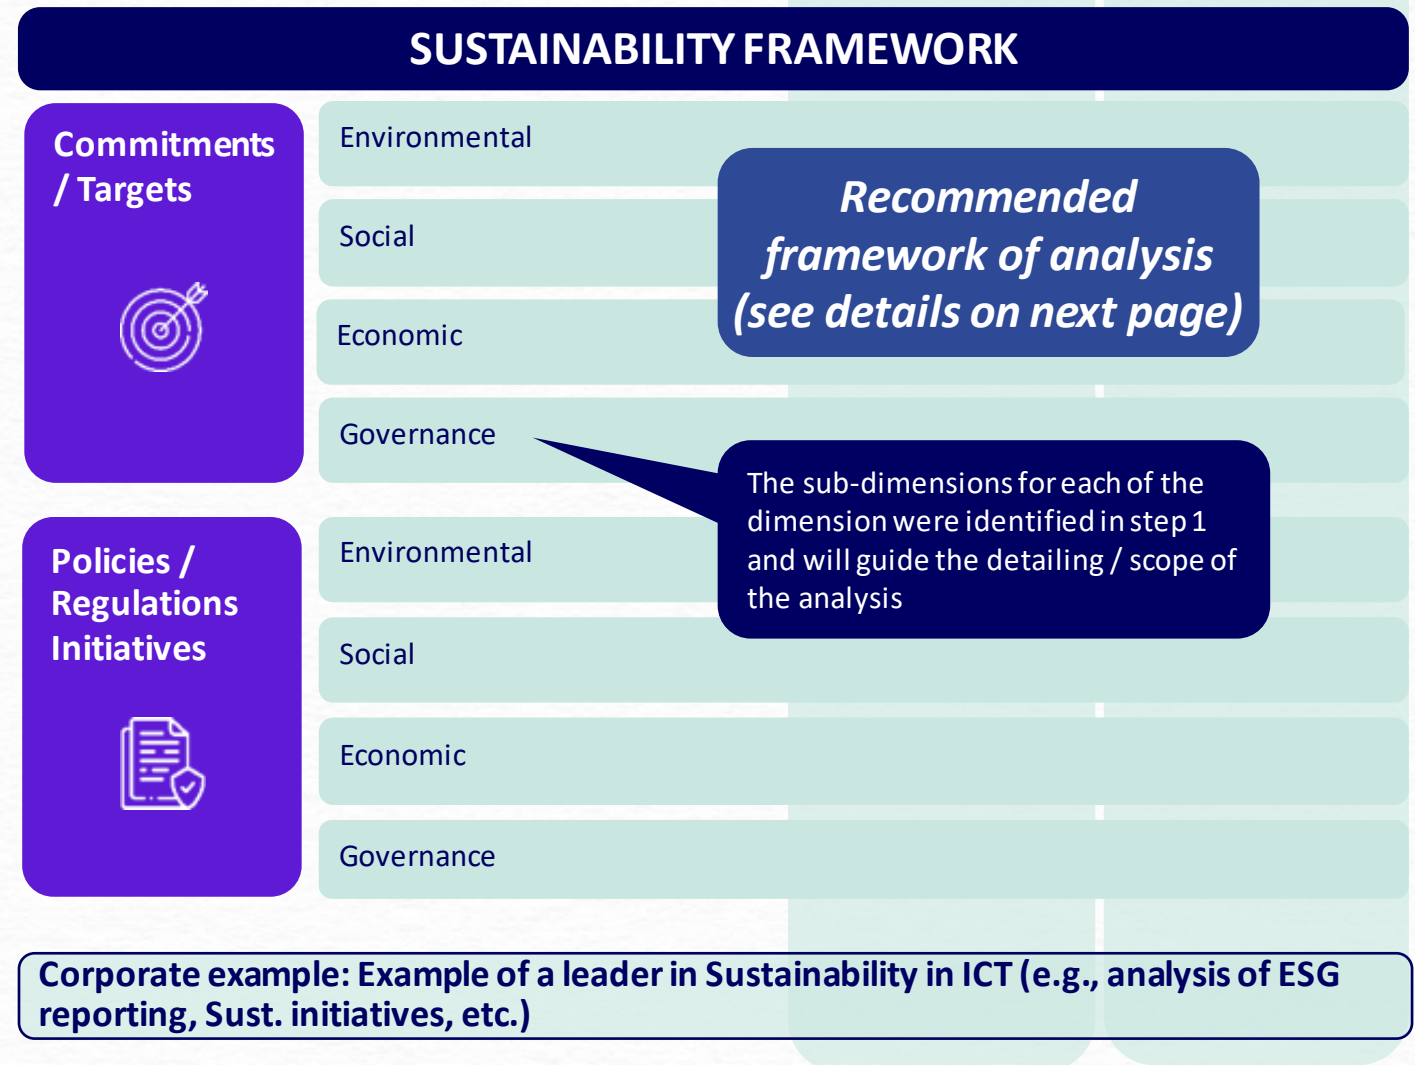 SUSTAINABILITY FRAMEWORK
Commitments
/ Targets
Environmental
Social
Economic
Governance
Recommended
framework of analysis
(see details on next page)
The sub-dimensions for each of the
dimension were identified in step 1
and will guide the detailing / scope of
the analysis
Policies /
Regulations
Initiatives
Environmental
Social
Economic
Governance
Corporate example: Example of a leader in Sustainability in ICT (e.g., analysis of ESG
reporting, Sust. initiatives, etc.)